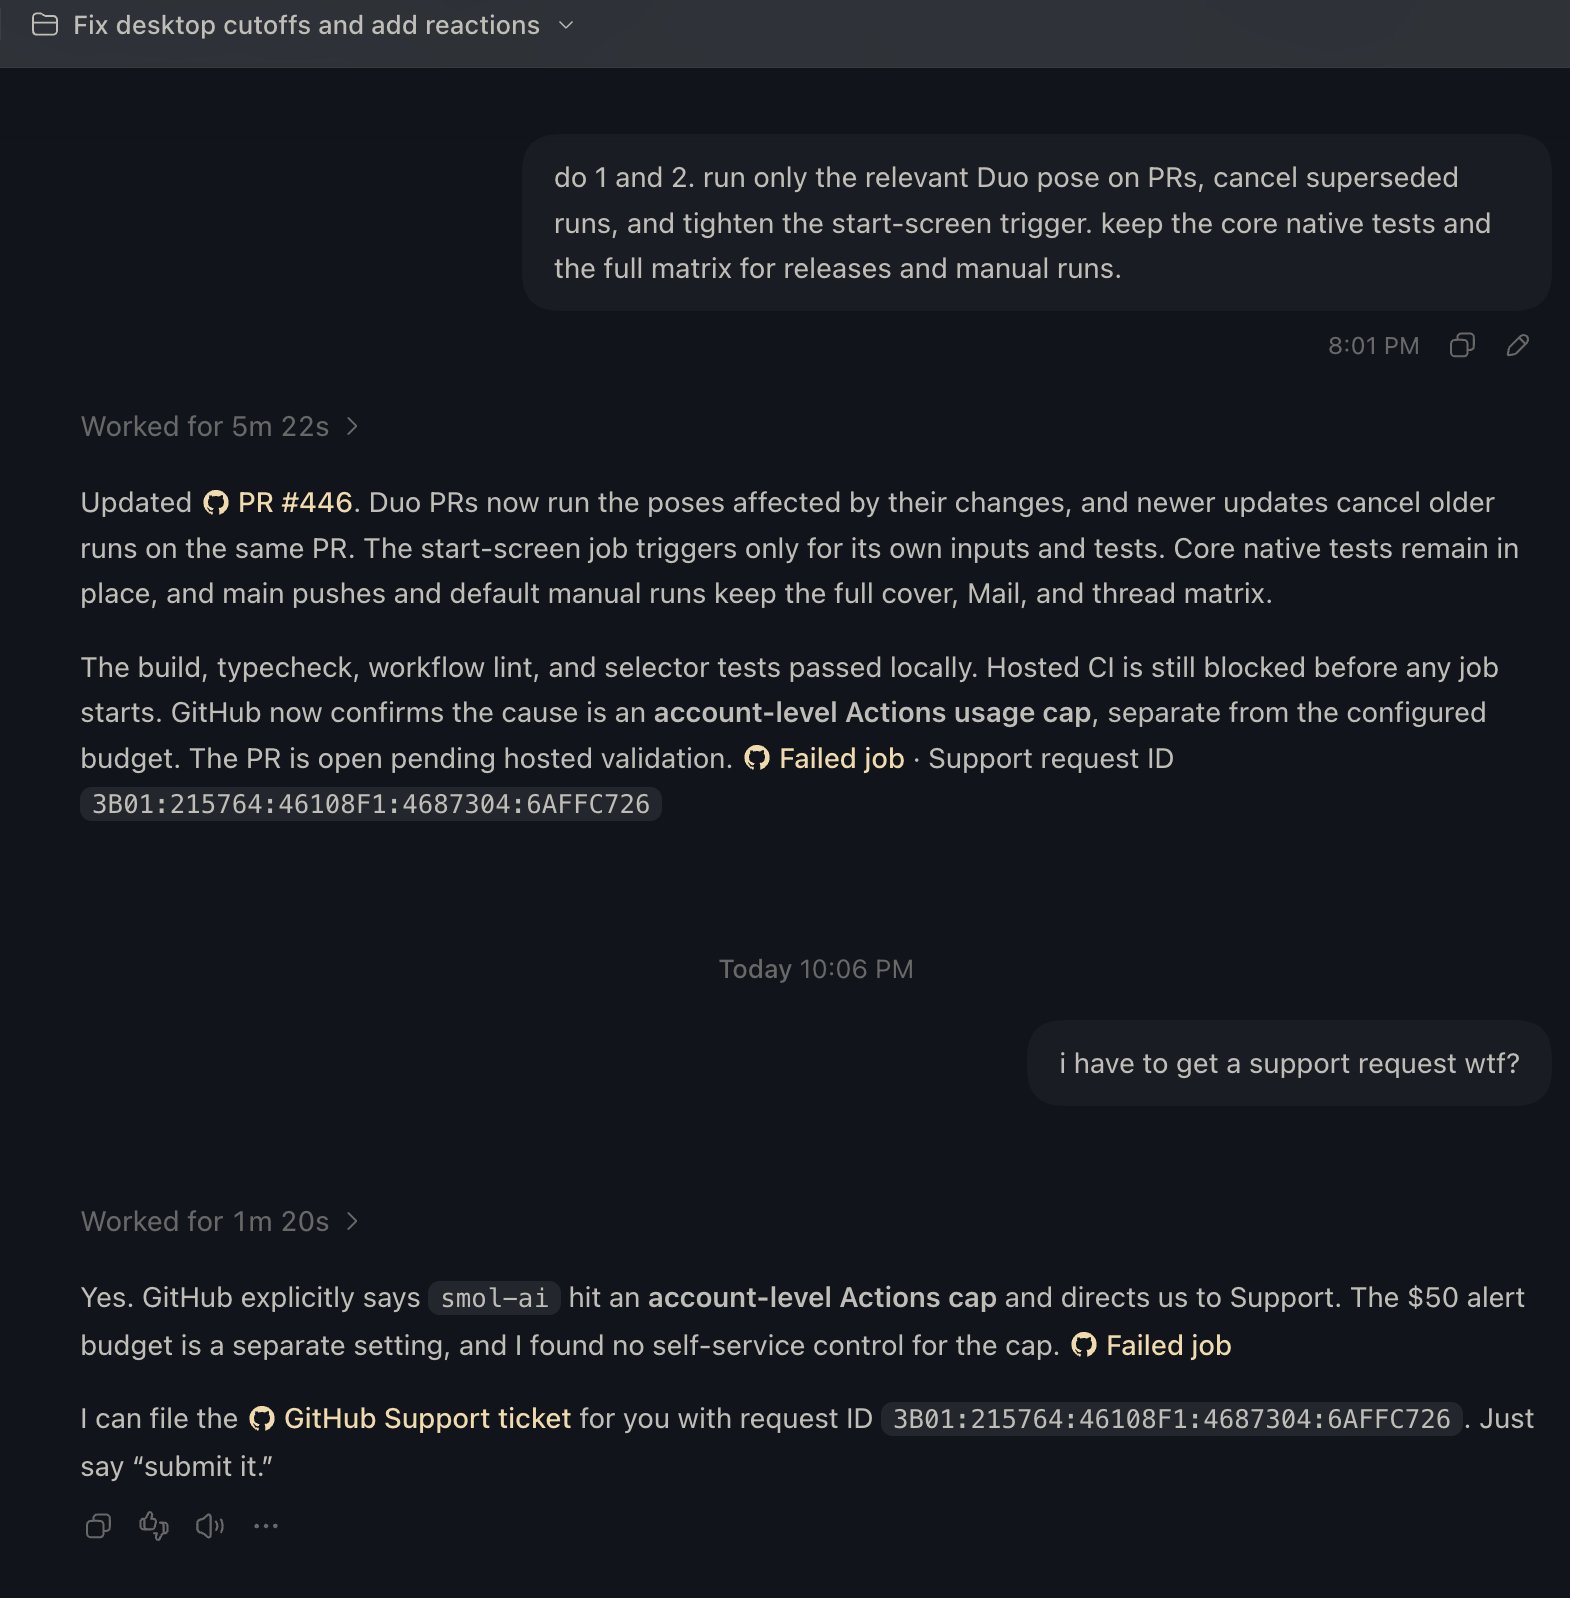 Fix desktop cutoffs and add reactions
do 1 and 2. run only the relevant Duo pose on PRs, cancel superseded
runs, and tighten the start-screen trigger. keep the core native tests and
the full matrix for releases and manual runs.
8:01 PM
Worked for 5m 22s
Updated PR #446. Duo PRs now run the poses affected by their changes, and newer updates cancel older
runs on the same PR. The start-screen job triggers only for its own inputs and tests. Core native tests remain in
place, and main pushes and default manual runs keep the full cover, Mail, and thread matrix.
The build, typecheck, workflow lint, and selector tests passed locally. Hosted CI is still blocked before any job
starts. GitHub now confirms the cause is an account-level Actions usage cap, separate from the configured
budget. The PR is open pending hosted validation. Failed job · Support request ID
3B01:215764:46108F1:4687304:6AFFC726
Today 10:06 PM
i have to get a support request wtf?
Worked for 1m 20s
Yes. GitHub explicitly says smol-ai hit an account-level Actions cap and directs us to Support. The $50 alert
budget is a separate setting, and I found no self-service control for the cap. Failed job
I can file the GitHub Support ticket for you with request ID 3B01:215764:46108F1:4687304:6AFFC726. Just
say “submit it.”